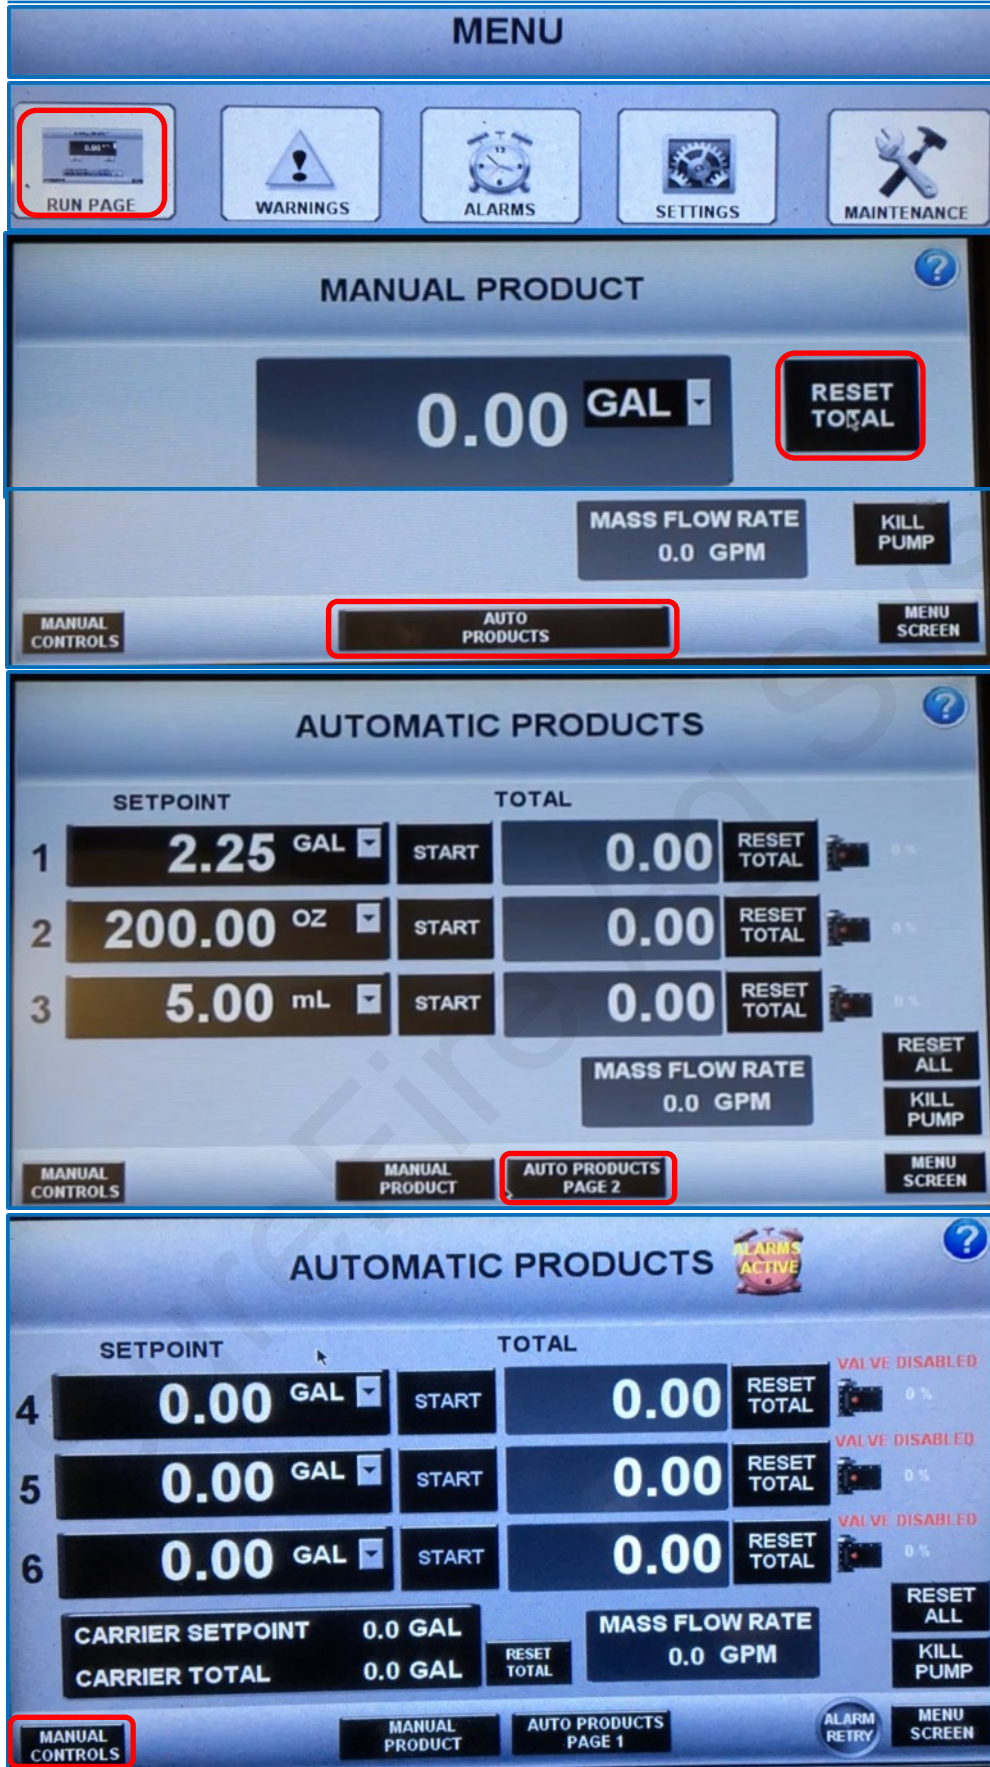 MENU
RUN PAGE
WARNINGS
ALARMS
SETTINGS
MAINTENANCE
MANUAL PRODUCT
?
0.00 GAL
RESET
TOTAL
MASS FLOW RATE
0.0 GPM
KILL
PUMP
MANUAL
CONTROLS
AUTO
PRODUCTS
MENU
SCREEN
AUTOMATIC PRODUCTS
?
SETPOINT TOTAL
1 2.25 GAL START 0.00 RESET TOTAL 0 %
2 200.00 OZ START 0.00 RESET TOTAL 0 %
3 5.00 mL START 0.00 RESET TOTAL 0 %
MASS FLOW RATE
0.0 GPM
RESET
ALL
KILL
PUMP
MANUAL
CONTROLS
MANUAL
PRODUCT
AUTO PRODUCTS
PAGE 2
MENU
SCREEN
AUTOMATIC PRODUCTS
ALARMS
ACTIVE
?
SETPOINT TOTAL
VALVE DISABLED
4 0.00 GAL START 0.00 RESET TOTAL 0 %
VALVE DISABLED
5 0.00 GAL START 0.00 RESET TOTAL 0 %
VALVE DISABLED
6 0.00 GAL START 0.00 RESET TOTAL 0 %
CARRIER SETPOINT 0.0 GAL
CARRIER TOTAL 0.0 GAL
RESET
TOTAL
MASS FLOW RATE
0.0 GPM
RESET
ALL
KILL
PUMP
MANUAL
CONTROLS
MANUAL
PRODUCT
AUTO PRODUCTS
PAGE 1
ALARM
RETRY
MENU
SCREEN